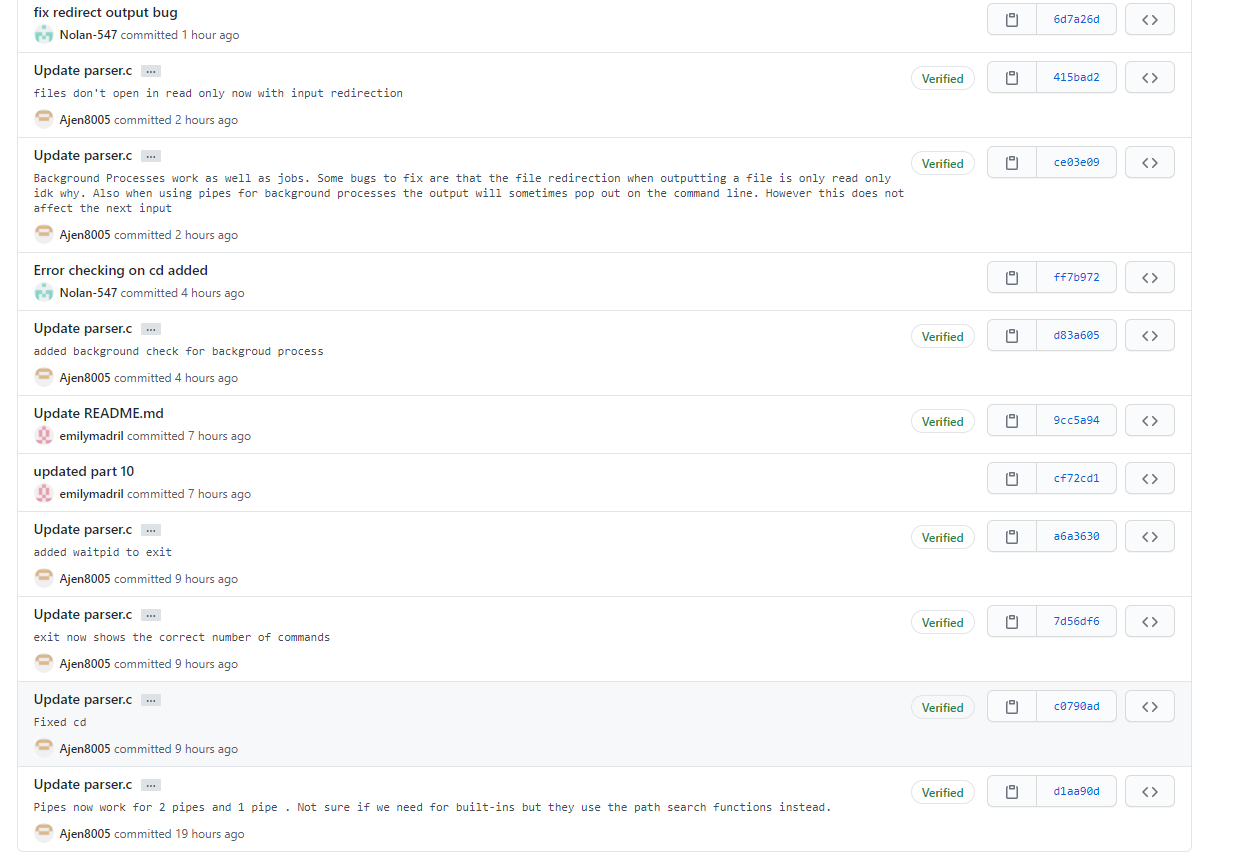 fix redirect output bug
6d7a26d
Nolan-547 committed 1 hour ago
Update parser.c ...
Verified
415bad2
files don't open in read only now with input redirection
Ajen8005 committed 2 hours ago
Update parser.c ...
Verified
ce03e09
Background Processes work as well as jobs. Some bugs to fix are that the file redirection when outputting a file is only read only
idk why. Also when using pipes for background processes the output will sometimes pop out on the command line. However this does not
affect the next input
Ajen8005 committed 2 hours ago
Error checking on cd added
ff7b972
Nolan-547 committed 4 hours ago
Update parser.c ...
Verified
d83a605
added background check for backgroud process
Ajen8005 committed 4 hours ago
Update README.md
Verified
9cc5a94
emilymadril committed 7 hours ago
updated part 10
cf72cd1
emilymadril committed 7 hours ago
Update parser.c ...
Verified
a6a3630
added waitpid to exit
Ajen8005 committed 9 hours ago
Update parser.c ...
Verified
7d56df6
exit now shows the correct number of commands
Ajen8005 committed 9 hours ago
Update parser.c ...
Verified
c0790ad
Fixed cd
Ajen8005 committed 9 hours ago
Update parser.c ...
Verified
d1aa90d
Pipes now work for 2 pipes and 1 pipe . Not sure if we need for built-ins but they use the path search functions instead.
Ajen8005 committed 19 hours ago